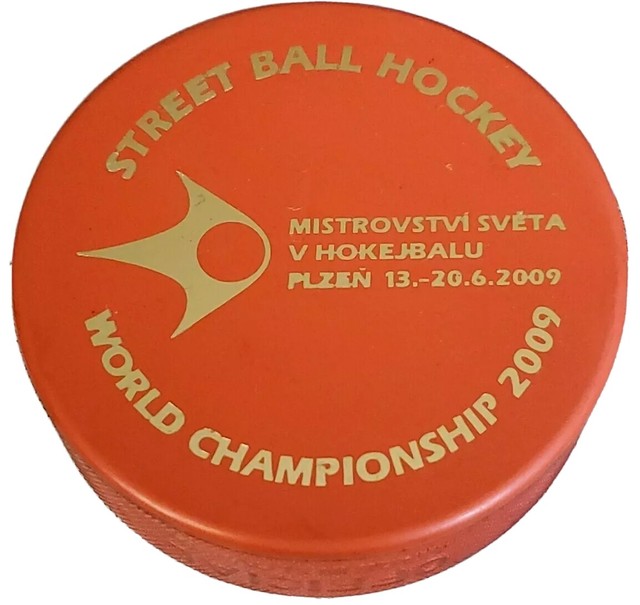 STREET BALL HOCKEY
MISTROVSTVÍ SVĚTA
V HOKEJBALU
PLZEŇ 13.-20.6.2009
WORLD CHAMPIONSHIP 2009